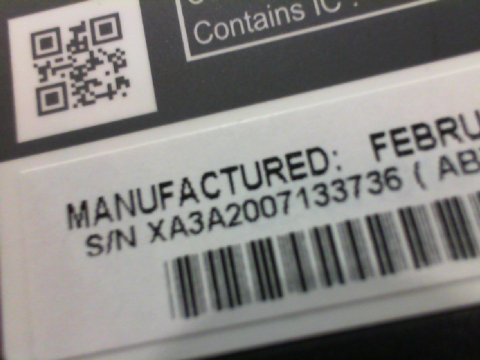 Contains IC :
MANUFACTURED: FEBRU
S/N XA3A2007133736 ( AB